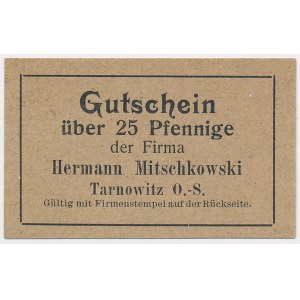 Gutschein
über 25 Pfennige
der Firma
Hermann Mitschkowski
Tarnowitz O.-S.
Gültig mit Firmenstempel auf der Rückseite.